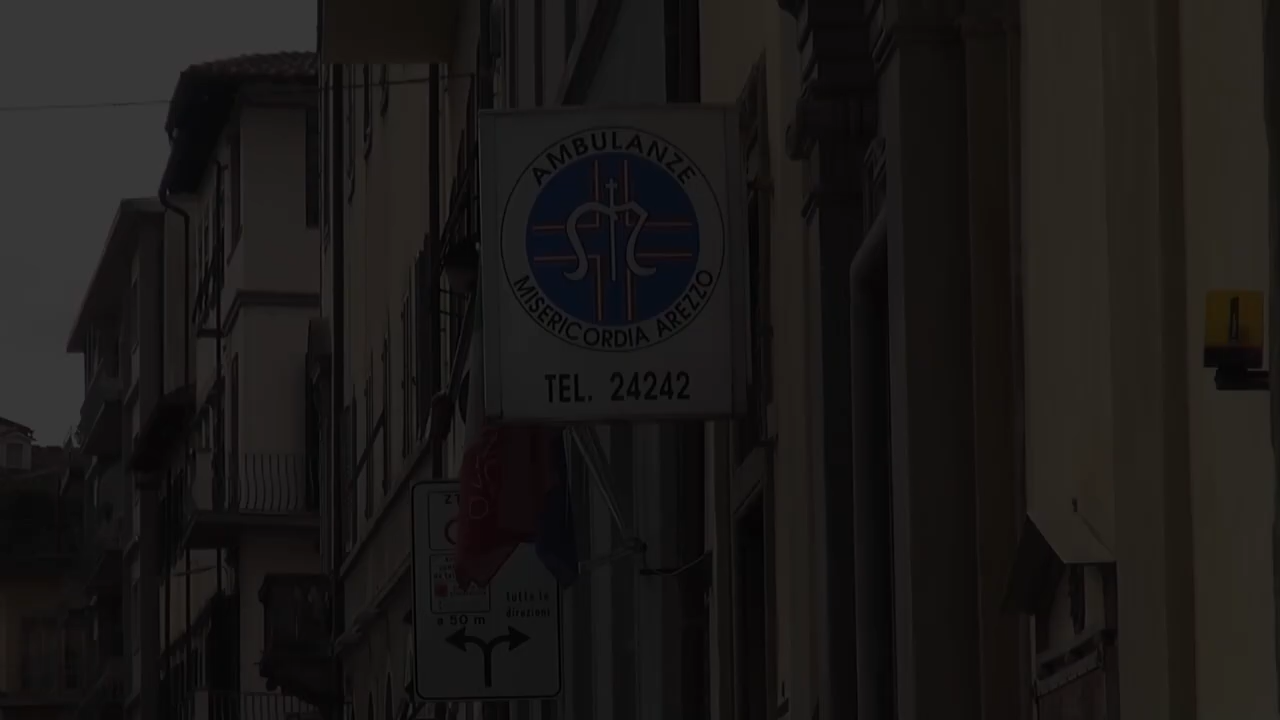 AMBULANZE
MISERICORDIA AREZZO
TEL. 24242
tutte le
direzioni
a 50 m